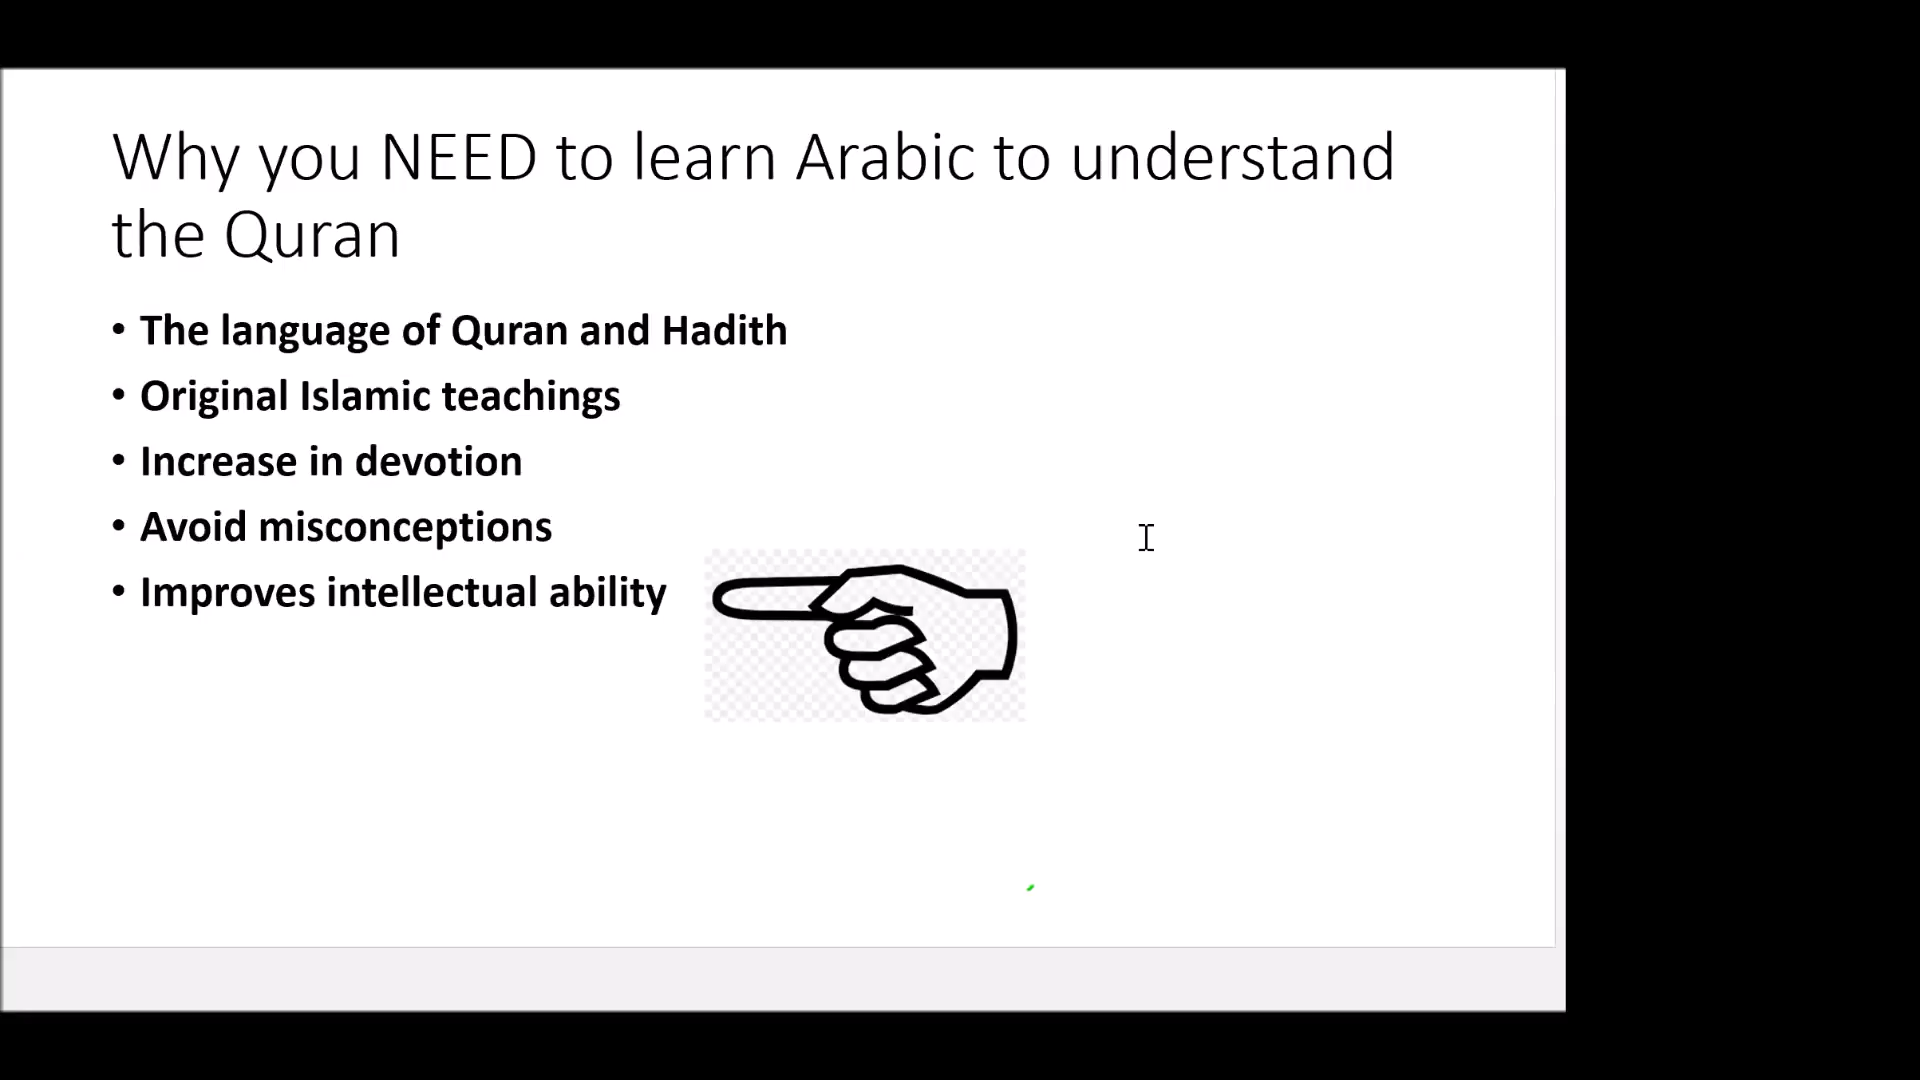 Why you NEED to learn Arabic to understand
the Quran
• The language of Quran and Hadith
• Original Islamic teachings
• Increase in devotion
• Avoid misconceptions
• Improves intellectual ability